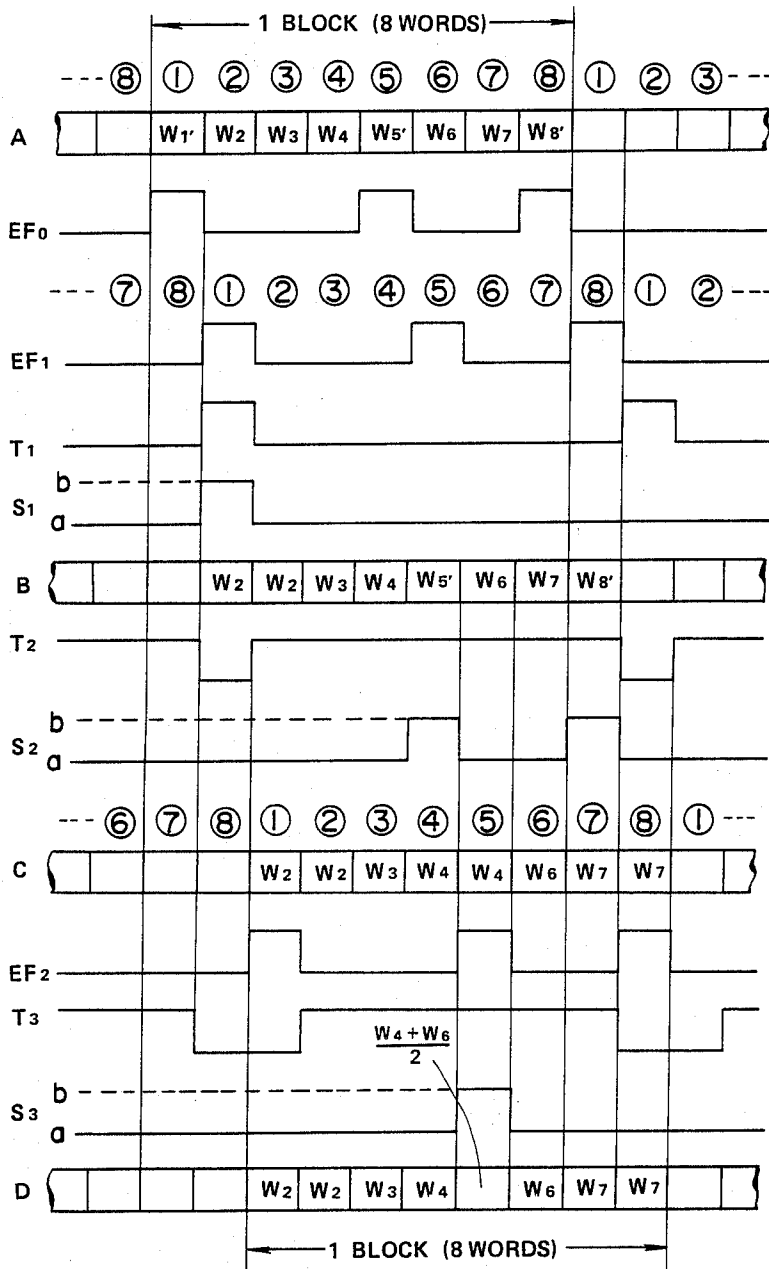 1 BLOCK (8 WORDS)
--- ⑧ ① ② ③ ④ ⑤ ⑥ ⑦ ⑧ ① ② ③ ---
A W1' W2 W3 W4 W5' W6 W7 W8'
EF0
--- ⑦ ⑧ ① ② ③ ④ ⑤ ⑥ ⑦ ⑧ ① ② ---
EF1
T1
b
S1
a
B W2 W2 W3 W4 W5' W6 W7 W8'
T2
b
S2
a
--- ⑥ ⑦ ⑧ ① ② ③ ④ ⑤ ⑥ ⑦ ⑧ ① ---
C W2 W2 W3 W4 W4 W6 W7 W7
EF2
T3
W4 + W6
2
b
S3
a
D W2 W2 W3 W4 W6 W7 W7
1 BLOCK (8 WORDS)